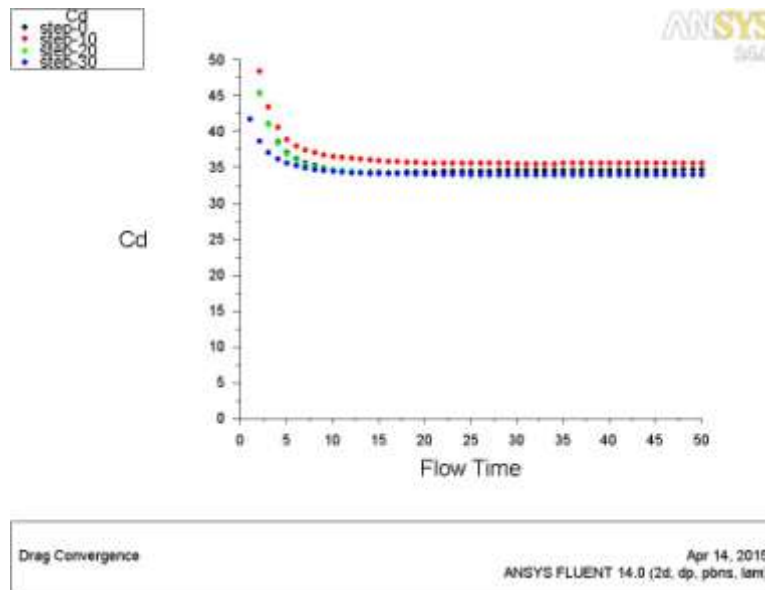 Cd
step-0
step-10
step-20
step-30
ANSYS
50
45
40
35
30
25
20
15
10
5
0
Cd
0 5 10 15 20 25 30 35 40 45 50
Flow Time
Drag Convergence
Apr 14, 2015
ANSYS FLUENT 14.0 (2d, dp, pbns, lam